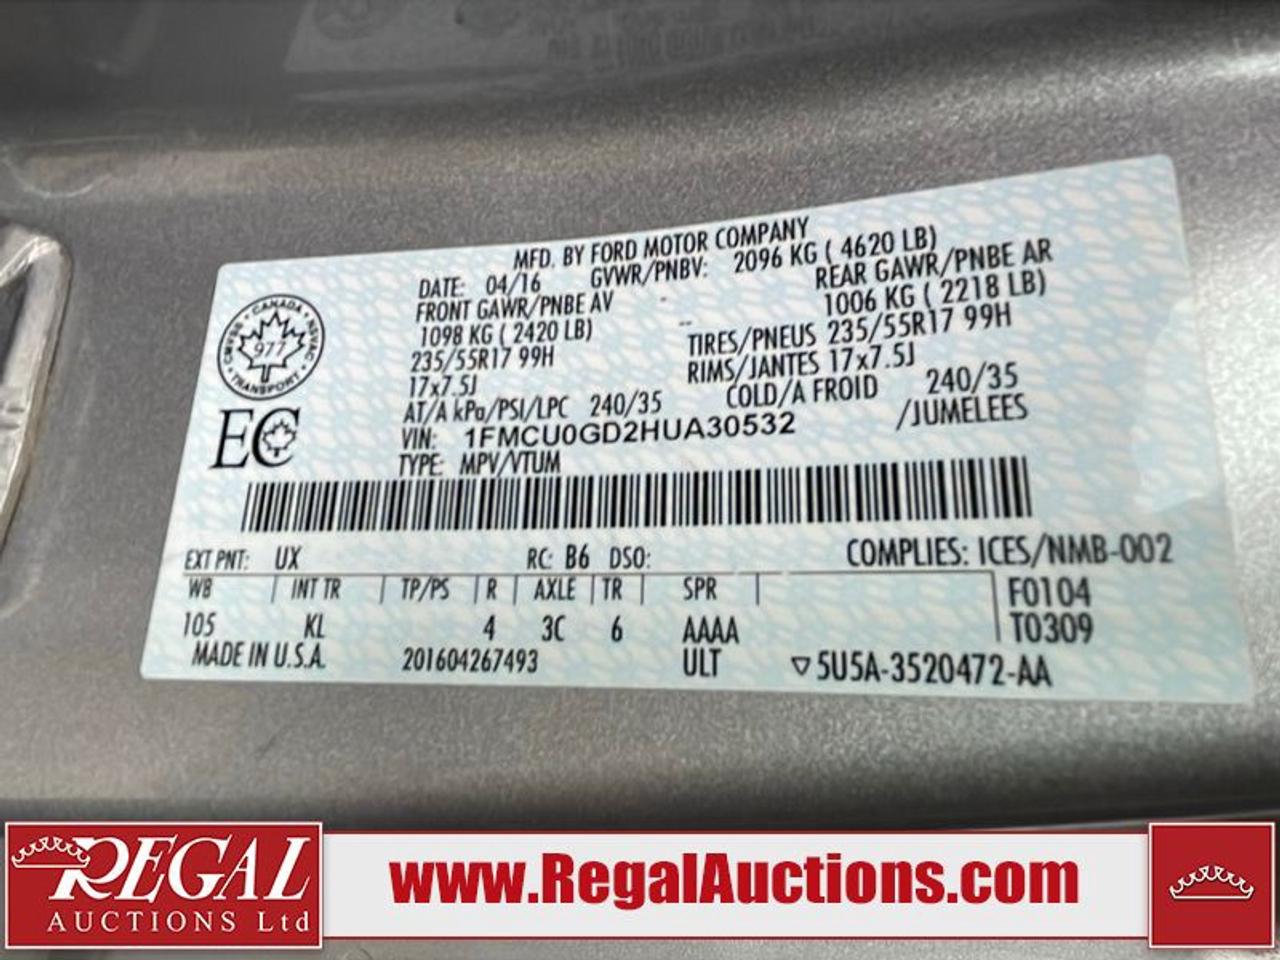 MFD. BY FORD MOTOR COMPANY
DATE: 04/16 GVWR/PNBV: 2096 KG ( 4620 LB)
FRONT GAWR/PNBE AV REAR GAWR/PNBE AR
1098 KG ( 2420 LB) -- 1006 KG ( 2218 LB)
235/55R17 99H TIRES/PNEUS 235/55R17 99H
17x7.5J RIMS/JANTES 17x7.5J
AT/A kPa/PSI/LPC 240/35 COLD/A FROID 240/35
VIN: 1FMCU0GD2HUA30532 /JUMELEES
TYPE: MPV/VTUM
CANADA
NSVAC
TRANSPORT
CMVSS
977
EC
EXT PNT: UX RC: B6 DSO: COMPLIES: ICES/NMB-002
WB | INT TR | TP/PS | R | AXLE | TR | SPR | F0104
105 KL 4 3C 6 AAAA T0309
MADE IN U.S.A. 201604267493 ULT ▽5U5A-3520472-AA
REGAL
AUCTIONS Ltd
www.RegalAuctions.com